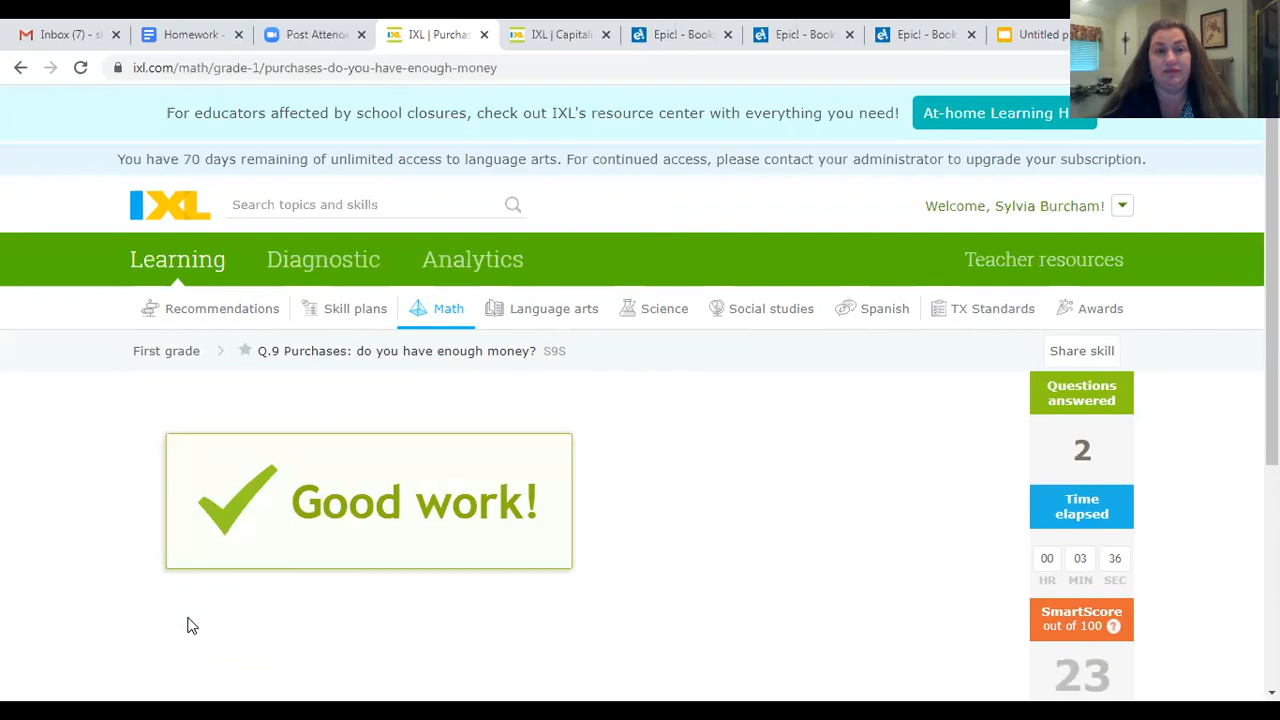 Inbox (7) - s
Homework -
Past Attend
IXL | Purchas
IXL | Capital
Epic! - Book
Epic! - Book
Epic! - Book
Untitled p
ixl.com/math/grade-1/purchases-do-you-have-enough-money
For educators affected by school closures, check out IXL's resource center with everything you need!
At-home Learning H
You have 70 days remaining of unlimited access to language arts. For continued access, please contact your administrator to upgrade your subscription.
IXL
Search topics and skills
Welcome, Sylvia Burcham!
Learning
Diagnostic
Analytics
Teacher resources
Recommendations
Skill plans
Math
Language arts
Science
Social studies
Spanish
TX Standards
Awards
First grade
Q.9 Purchases: do you have enough money? S9S
Share skill
Questions
answered
2
Good work!
Time
elapsed
00 03 36
HR MIN SEC
SmartScore
out of 100 ?
23